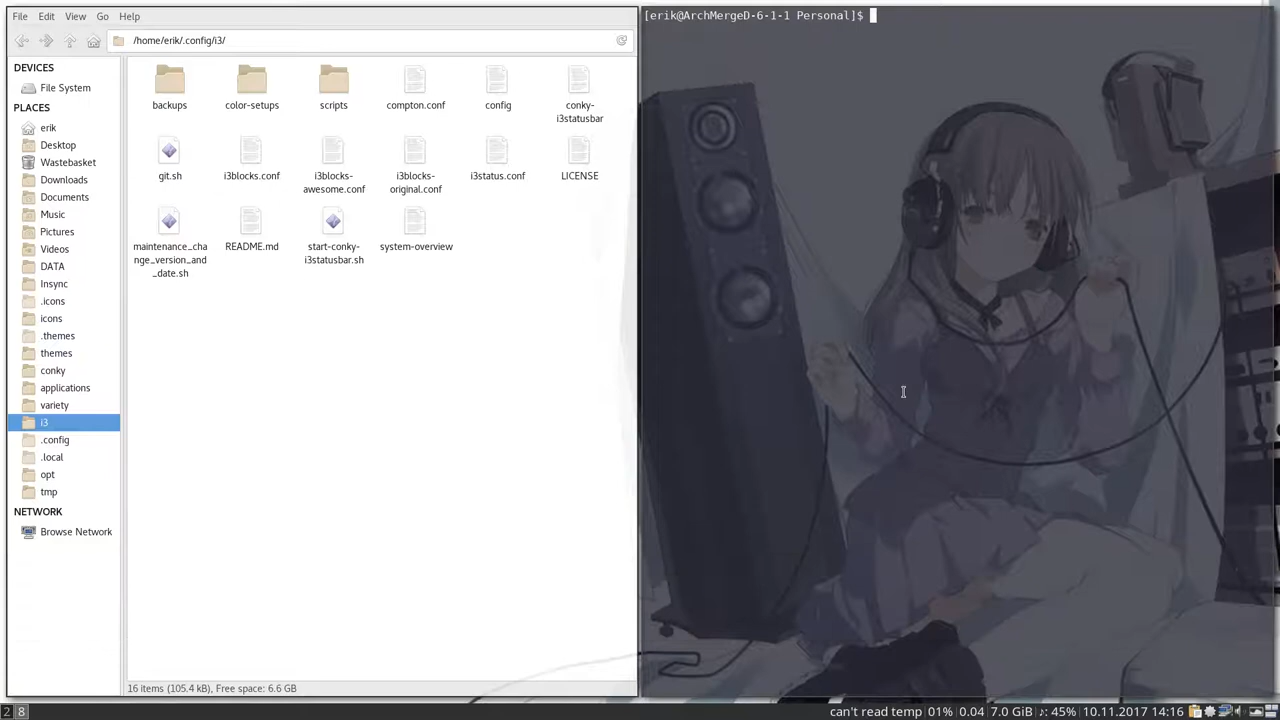 File Edit View Go Help
/home/erik/.config/i3/
DEVICES
File System
PLACES
erik
Desktop
Wastebasket
Downloads
Documents
Music
Pictures
Videos
DATA
Insync
.icons
icons
.themes
themes
conky
applications
variety
i3
.config
.local
opt
tmp
NETWORK
Browse Network
backups color-setups scripts compton.conf config conky-
i3statusbar
git.sh i3blocks.conf i3blocks- i3blocks- i3status.conf LICENSE
awesome.conf original.conf
maintenance_cha README.md start-conky- system-overview
nge_version_and i3statusbar.sh
_date.sh
16 items (105.4 kB), Free space: 6.6 GB
[erik@ArchMergeD-6-1-1 Personal]$
2 8 can't read temp 01% 0.04 7.0 GiB ♪: 45% 10.11.2017 14:16